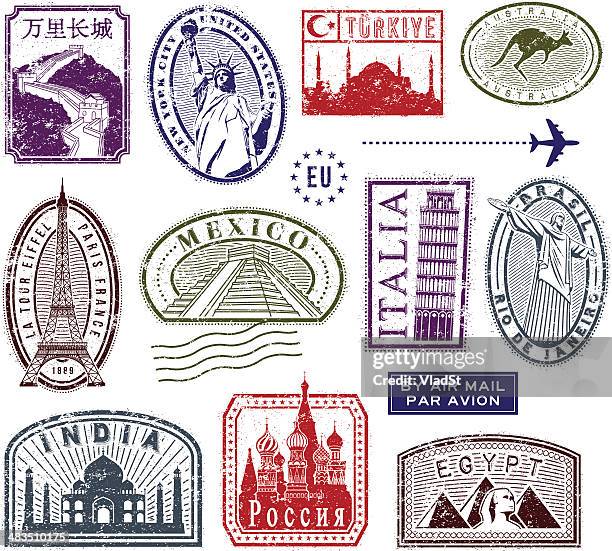 万里长城
NEW YORK CITY
UNITED STATES
TÜRKIYE
AUSTRALIA
AUSTRALIA
EU
LA TOUR EIFFEL
PARIS FRANCE
1889
MEXICO
ITALIA
BRASIL
RIO DE JANEIRO
gettyimages
Credit: VladSt
BY AIR MAIL
PAR AVION
INDIA
РОССИЯ
EGYPT
483510175